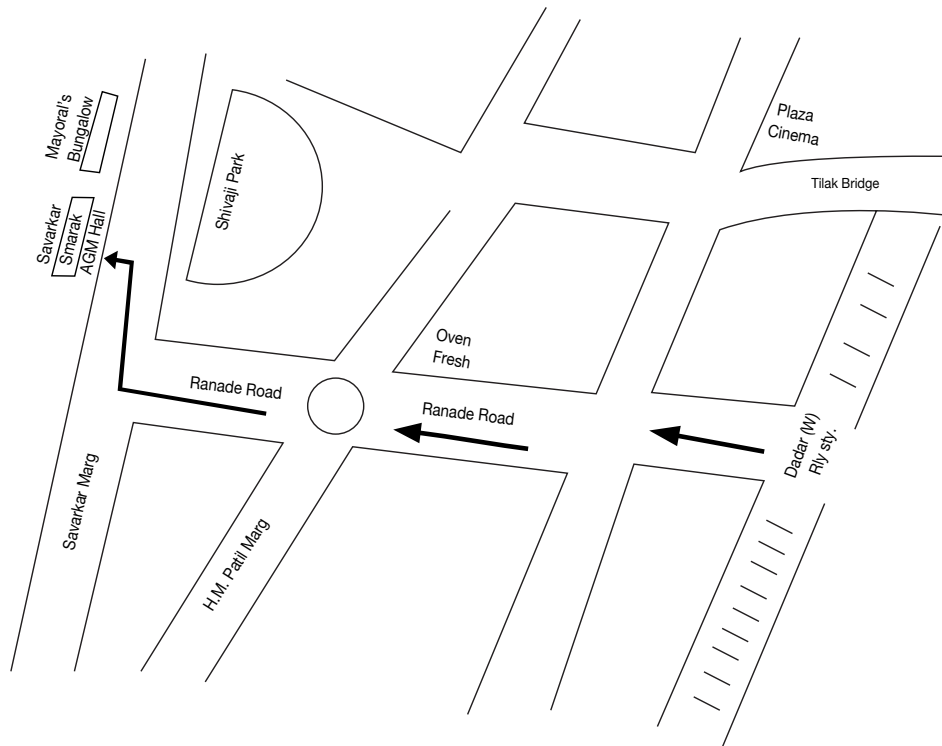 Mayoral's
Bungalow
Savarkar
Smarak
AGM Hall
Shivaji Park
Plaza
Cinema
Tilak Bridge
Oven
Fresh
Ranade Road
Ranade Road
Dadar (W)
Rly sty.
Savarkar Marg
H.M. Patil Marg